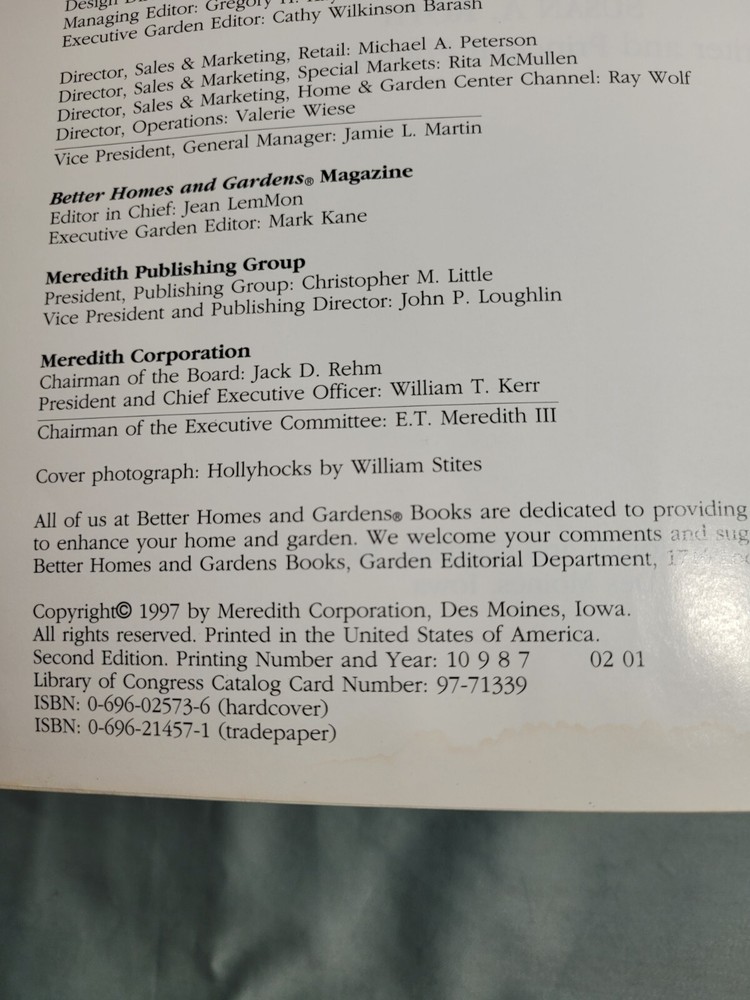 Design
Managing Editor: Gregory H.
Executive Garden Editor: Cathy Wilkinson Barash
Director, Sales & Marketing, Retail: Michael A. Peterson
Director, Sales & Marketing, Special Markets: Rita McMullen
Director, Sales & Marketing, Home & Garden Center Channel: Ray Wolf
Director, Operations: Valerie Wiese
Vice President, General Manager: Jamie L. Martin
Better Homes and Gardens® Magazine
Editor in Chief: Jean LemMon
Executive Garden Editor: Mark Kane
Meredith Publishing Group
President, Publishing Group: Christopher M. Little
Vice President and Publishing Director: John P. Loughlin
Meredith Corporation
Chairman of the Board: Jack D. Rehm
President and Chief Executive Officer: William T. Kerr
Chairman of the Executive Committee: E.T. Meredith III
Cover photograph: Hollyhocks by William Stites
All of us at Better Homes and Gardens® Books are dedicated to providing
to enhance your home and garden. We welcome your comments and
Better Homes and Gardens Books, Garden Editorial Department,
Copyright© 1997 by Meredith Corporation, Des Moines, Iowa.
All rights reserved. Printed in the United States of America.
Second Edition. Printing Number and Year: 10 9 8 7 02 01
Library of Congress Catalog Card Number: 97-71339
ISBN: 0-696-02573-6 (hardcover)
ISBN: 0-696-21457-1 (tradepaper)